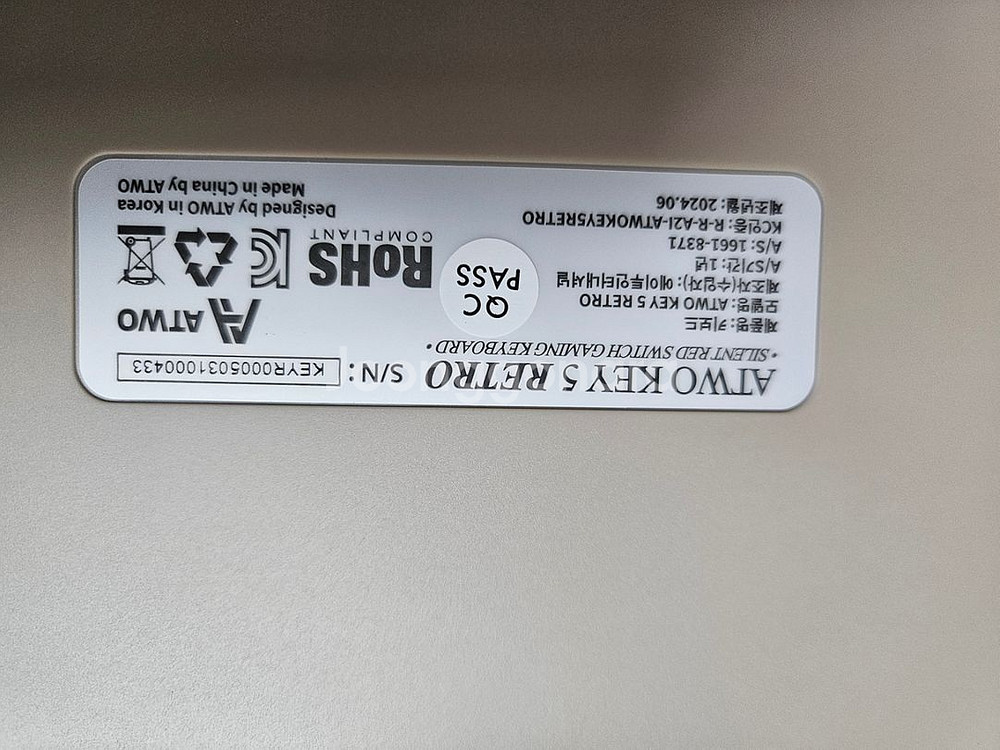 ATWO KEY 5 RETRO
• SILENT RED SWITCH GAMING KEYBOARD •
제품명: 키보드
모델명: ATWO KEY 5 RETRO
제조자(수입자): 에이투인터내셔널
A/S기간: 1년
A/S: 1661-8371
KC인증: R-R-A2I-ATWOKEY5RETRO
제조년월: 2024.06
QC
PASS
S/N: KEYR00050310000433
ATWO
RoHS
COMPLIANT
Designed by ATWO in Korea
Made in China by ATWO